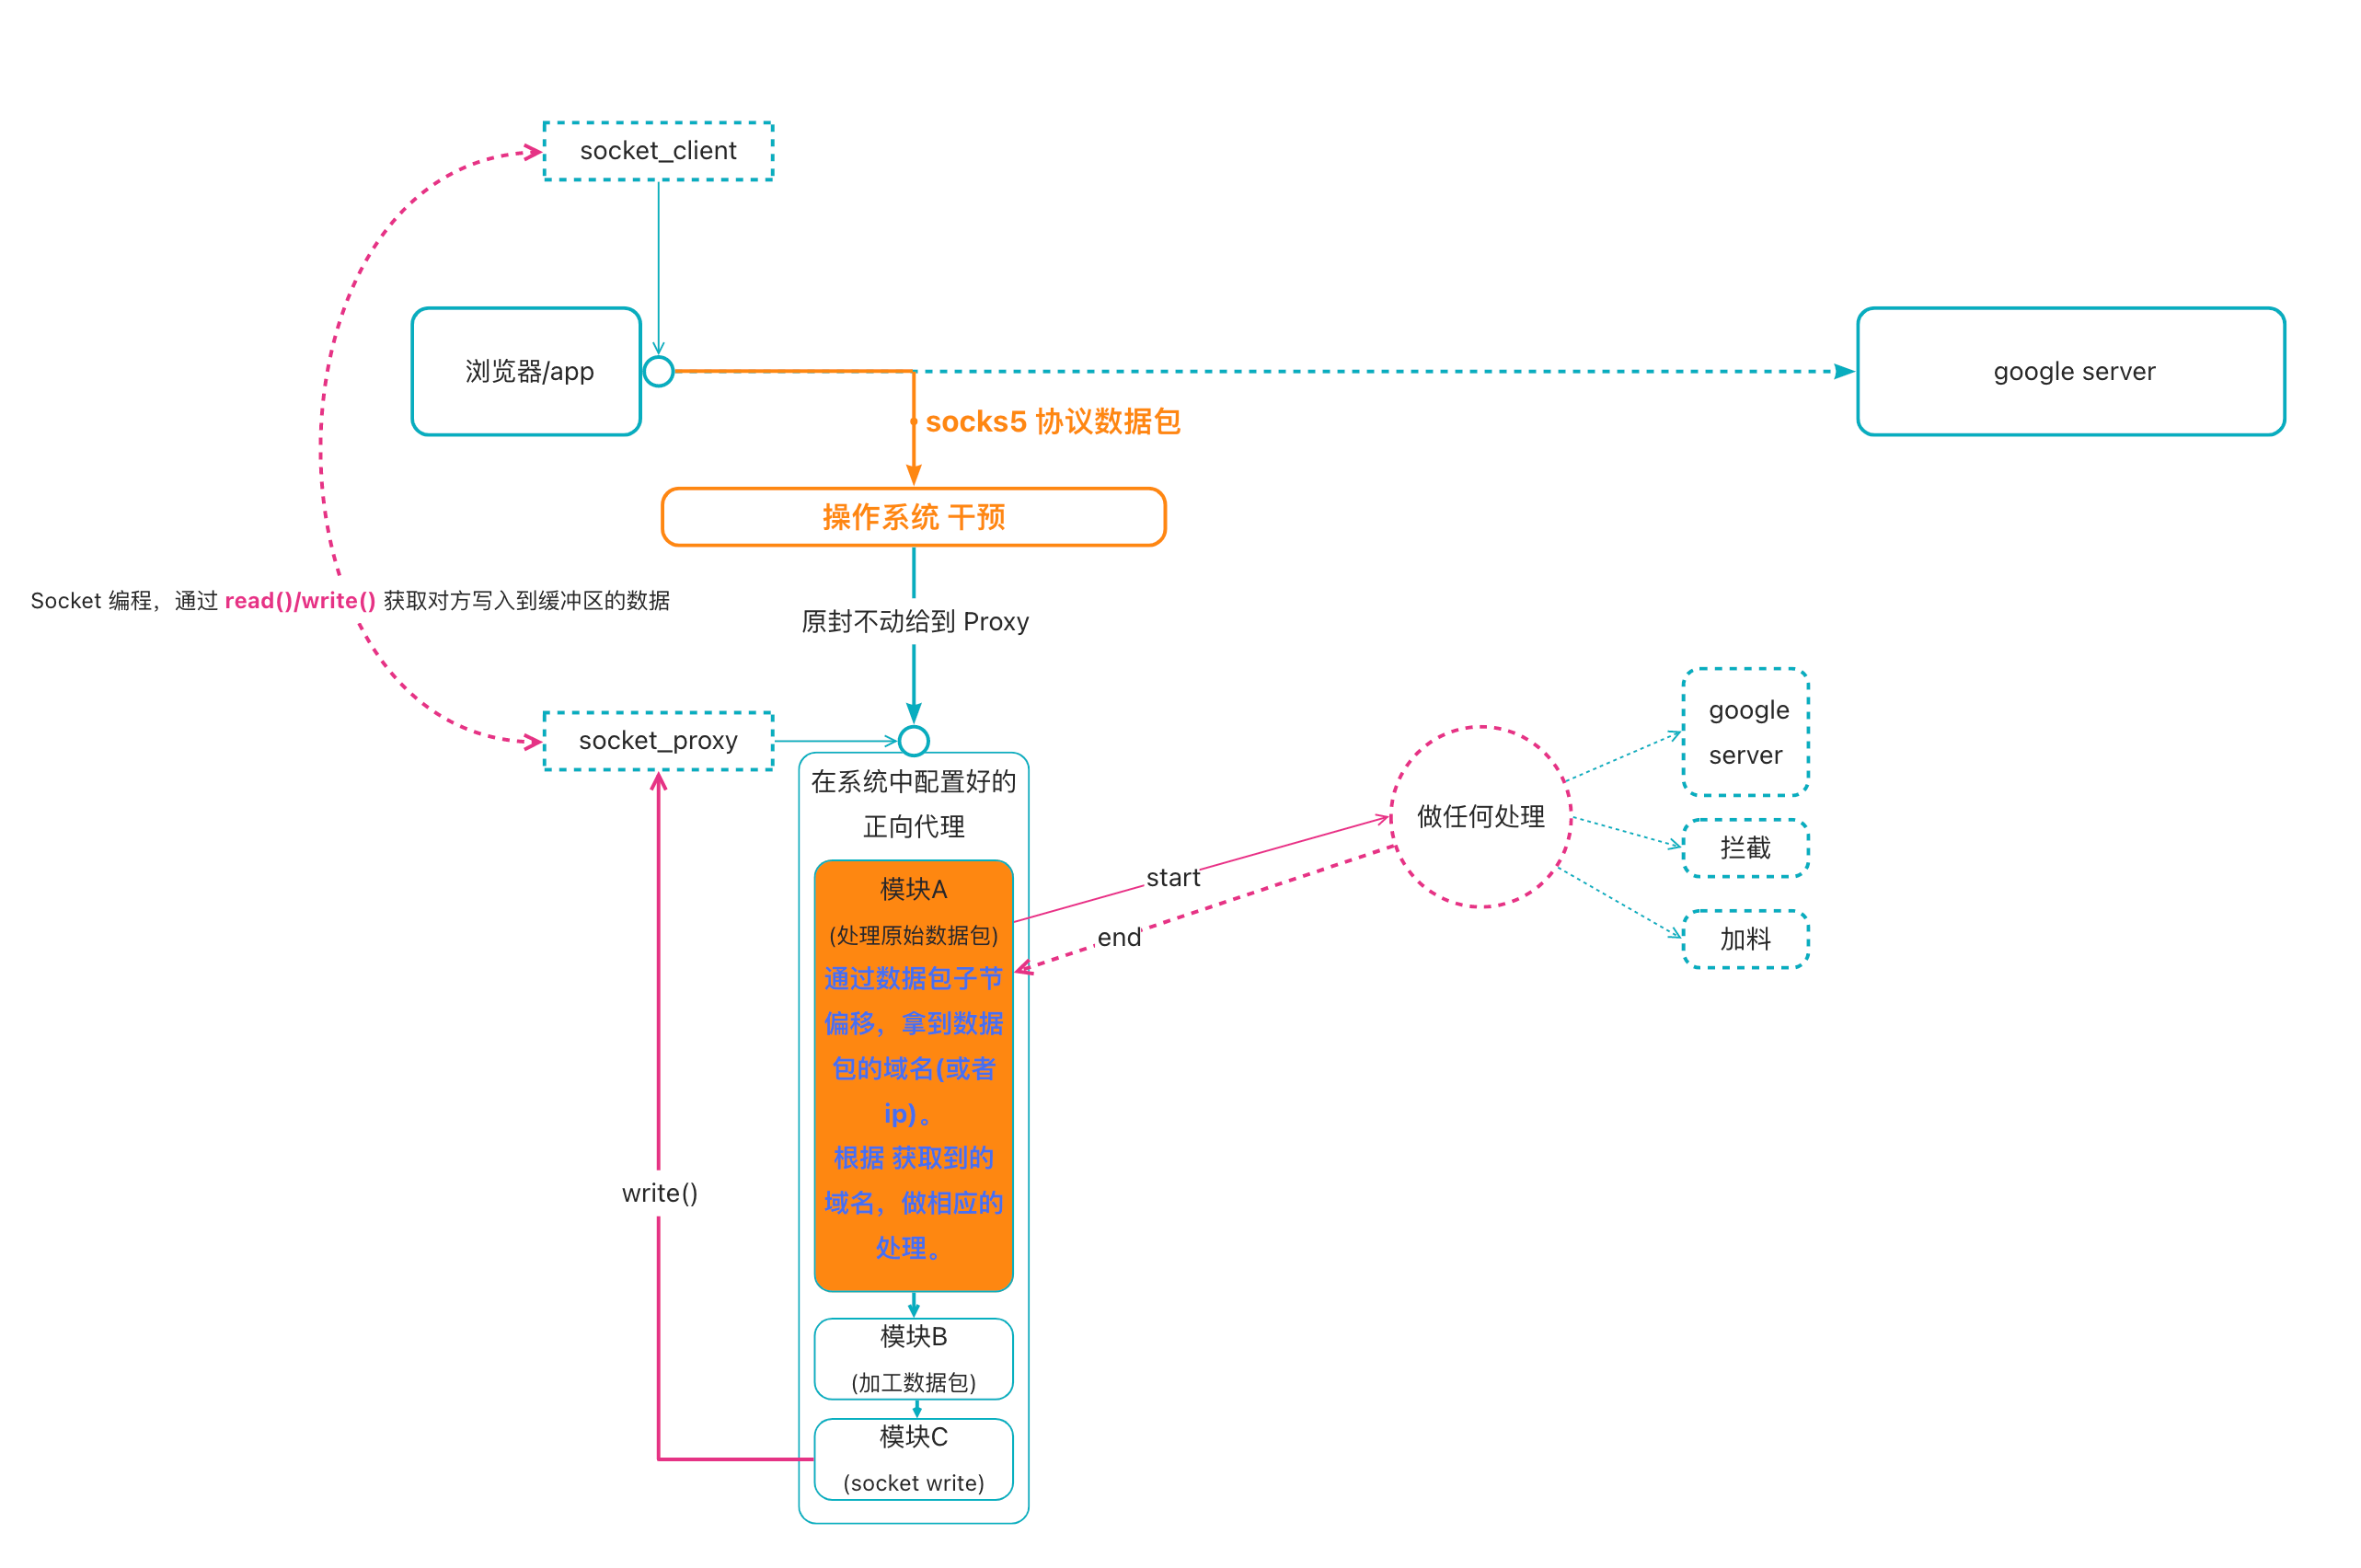 socket_client
浏览器/app
google server
socks5 协议数据包
操作系统 干预
Socket 编程，通过 read()/write() 获取对方写入到缓冲区的数据
原封不动给到 Proxy
socket_proxy
在系统中配置好的
正向代理
模块A
(处理原始数据包)
通过数据包子节
偏移，拿到数据
包的域名(或者
ip)。
根据 获取到的
域名，做相应的
处理。
start
end
做任何处理
google
server
拦截
加料
write()
模块B
(加工数据包)
模块C
(socket write)